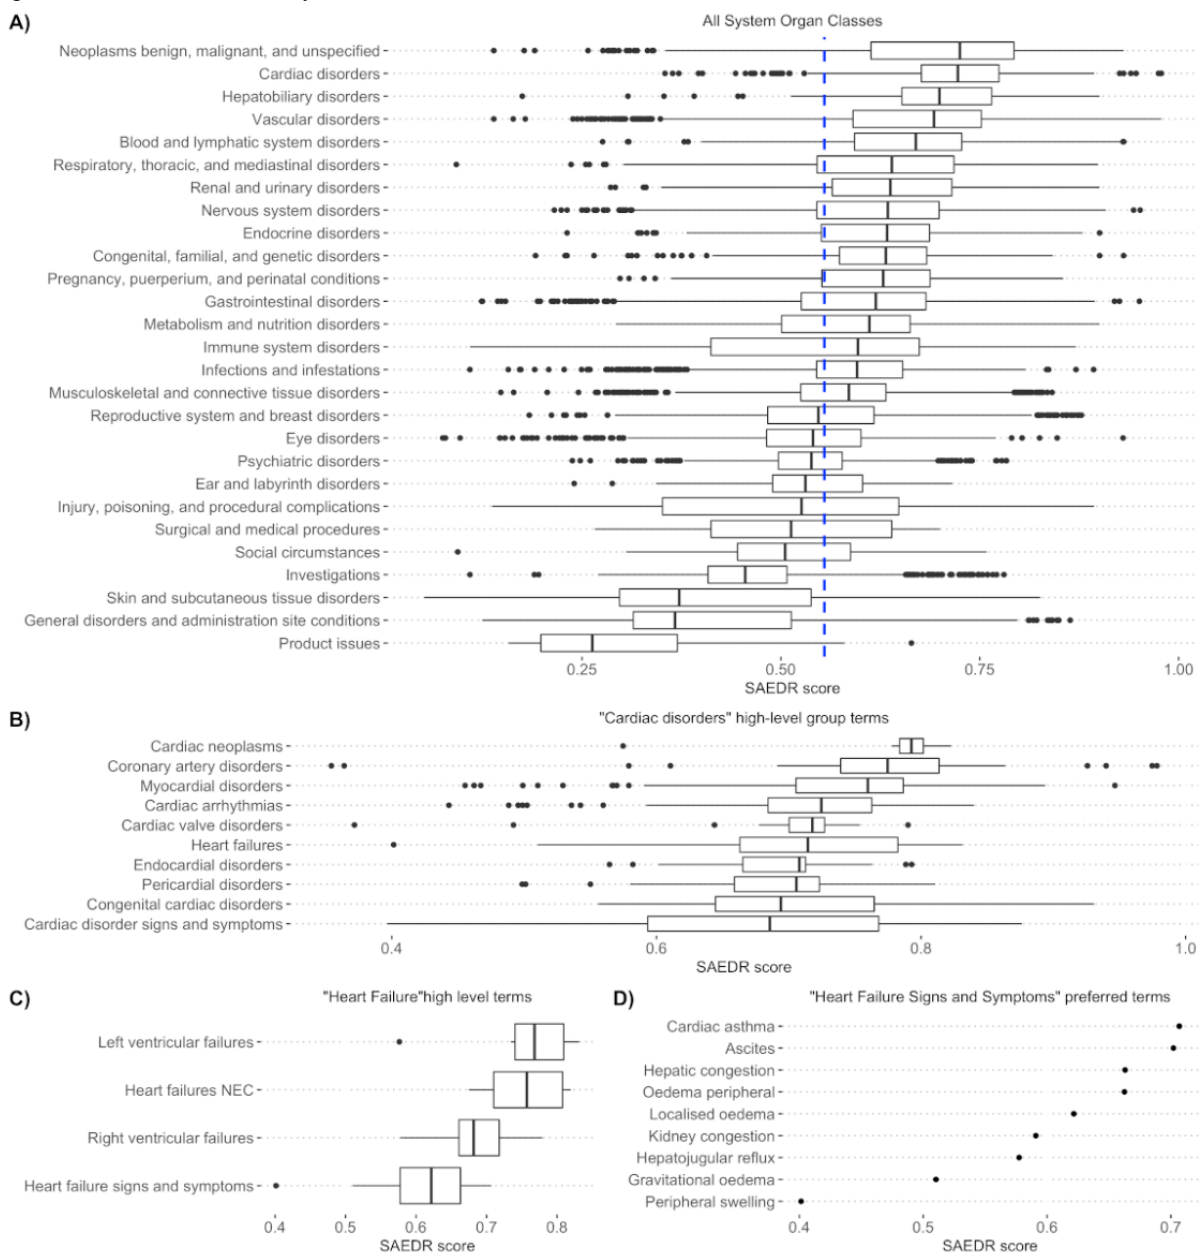 A)
All System Organ Classes
Neoplasms benign, malignant, and unspecified
Cardiac disorders
Hepatobiliary disorders
Vascular disorders
Blood and lymphatic system disorders
Respiratory, thoracic, and mediastinal disorders
Renal and urinary disorders
Nervous system disorders
Endocrine disorders
Congenital, familial, and genetic disorders
Pregnancy, puerperium, and perinatal conditions
Gastrointestinal disorders
Metabolism and nutrition disorders
Immune system disorders
Infections and infestations
Musculoskeletal and connective tissue disorders
Reproductive system and breast disorders
Eye disorders
Psychiatric disorders
Ear and labyrinth disorders
Injury, poisoning, and procedural complications
Surgical and medical procedures
Social circumstances
Investigations
Skin and subcutaneous tissue disorders
General disorders and administration site conditions
Product issues
0.25 0.50 0.75 1.00
SAEDR score
B)
"Cardiac disorders" high-level group terms
Cardiac neoplasms
Coronary artery disorders
Myocardial disorders
Cardiac arrhythmias
Cardiac valve disorders
Heart failures
Endocardial disorders
Pericardial disorders
Congenital cardiac disorders
Cardiac disorder signs and symptoms
0.4 0.6 0.8 1.0
SAEDR score
C)
"Heart Failure"high level terms
Left ventricular failures
Heart failures NEC
Right ventricular failures
Heart failure signs and symptoms
0.4 0.5 0.6 0.7 0.8
SAEDR score
D)
"Heart Failure Signs and Symptoms" preferred terms
Cardiac asthma
Ascites
Hepatic congestion
Oedema peripheral
Localised oedema
Kidney congestion
Hepatojugular reflux
Gravitational oedema
Peripheral swelling
0.4 0.5 0.6 0.7
SAEDR score